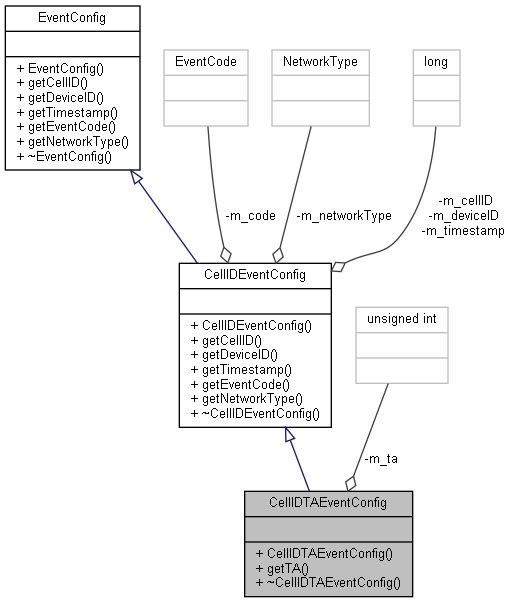 EventConfig
+ EventConfig()
+ getCellID()
+ getDeviceID()
+ getTimestamp()
+ getEventCode()
+ getNetworkType()
+ ~EventConfig()
EventCode
NetworkType
long
-m_code
-m_networkType
-m_cellID
-m_deviceID
-m_timestamp
CellIDEventConfig
+ CellIDEventConfig()
+ getCellID()
+ getDeviceID()
+ getTimestamp()
+ getEventCode()
+ getNetworkType()
+ ~CellIDEventConfig()
unsigned int
-m_ta
CellIDTAEventConfig
+ CellIDTAEventConfig()
+ getTA()
+ ~CellIDTAEventConfig()